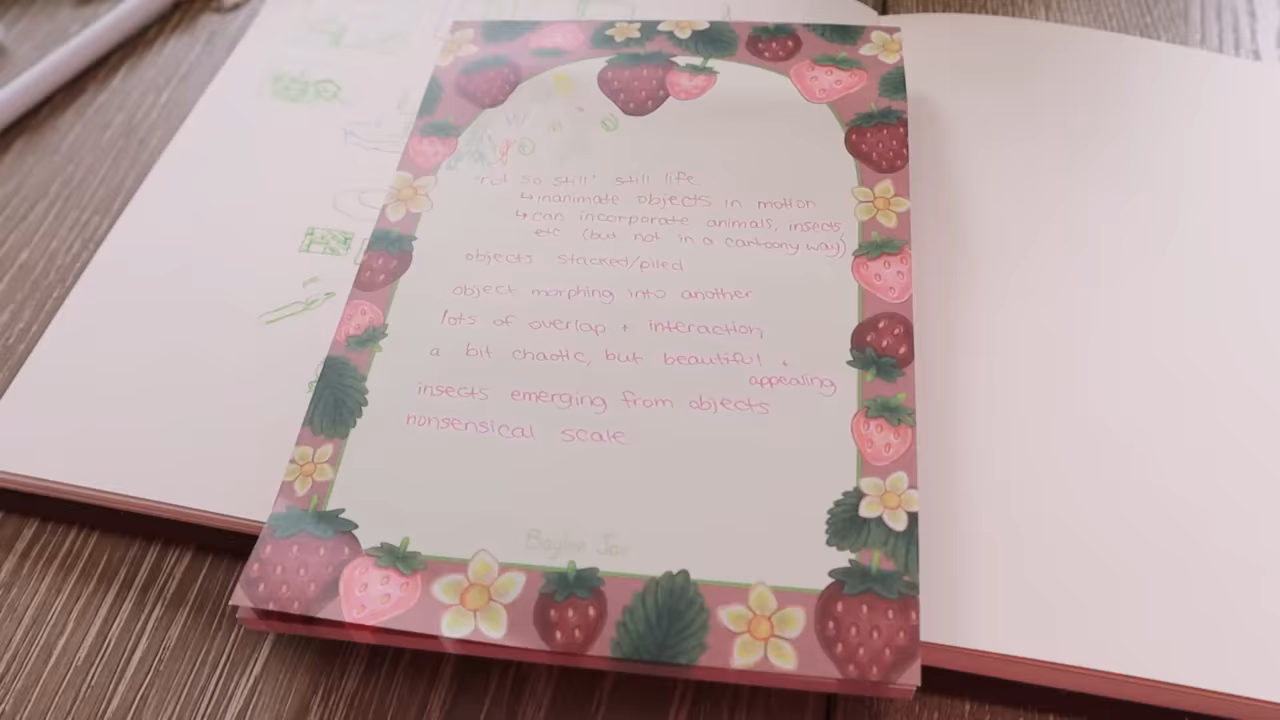 "not so still" still life
↳ inanimate objects in motion
↳ can incorporate animals, insects,
etc (but not in a cartoony way)
objects stacked/piled
object morphing into another
lots of overlap + interaction
a bit chaotic, but beautiful +
appealing
insects emerging from objects
nonsensical scale